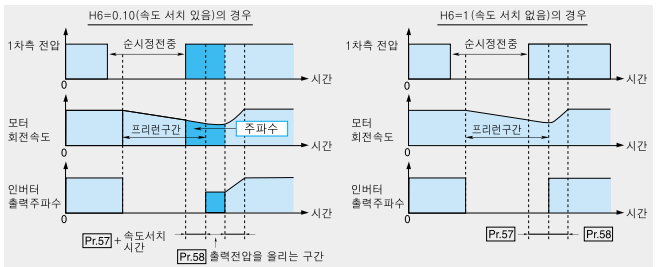 H6=0.10(속도 서치 있음)의 경우
1차측 전압
순시정전중
시간
0
모터
회전속도
프리런구간
주파수
시간
0
인버터
출력주파수
시간
0
Pr.57 + 속도서치
시간
Pr.58 출력전압을 올리는 구간
H6=1(속도 서치 없음)의 경우
1차측 전압
순시정전중
시간
0
모터
회전속도
프리런구간
시간
0
인버터
출력주파수
시간
0
Pr.57 Pr.58